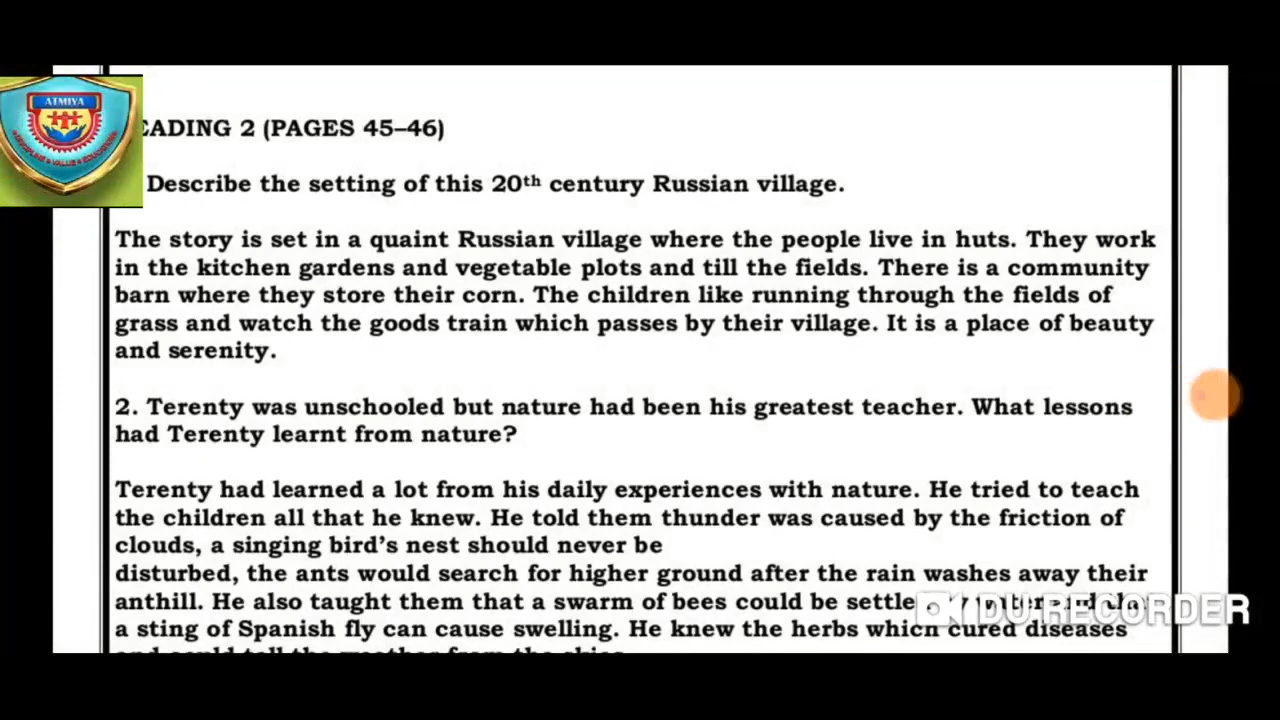 ATMIYA
EADING 2 (PAGES 45–46)
Describe the setting of this 20th century Russian village.
The story is set in a quaint Russian village where the people live in huts. They work
in the kitchen gardens and vegetable plots and till the fields. There is a community
barn where they store their corn. The children like running through the fields of
grass and watch the goods train which passes by their village. It is a place of beauty
and serenity.
2. Terenty was unschooled but nature had been his greatest teacher. What lessons
had Terenty learnt from nature?
Terenty had learned a lot from his daily experiences with nature. He tried to teach
the children all that he knew. He told them thunder was caused by the friction of
clouds, a singing bird's nest should never be
disturbed, the ants would search for higher ground after the rain washes away their
anthill. He also taught them that a swarm of bees could be settle
DU RECORDER
a sting of Spanish fly can cause swelling. He knew the herbs which cured diseases
and could tell the weather from the skies